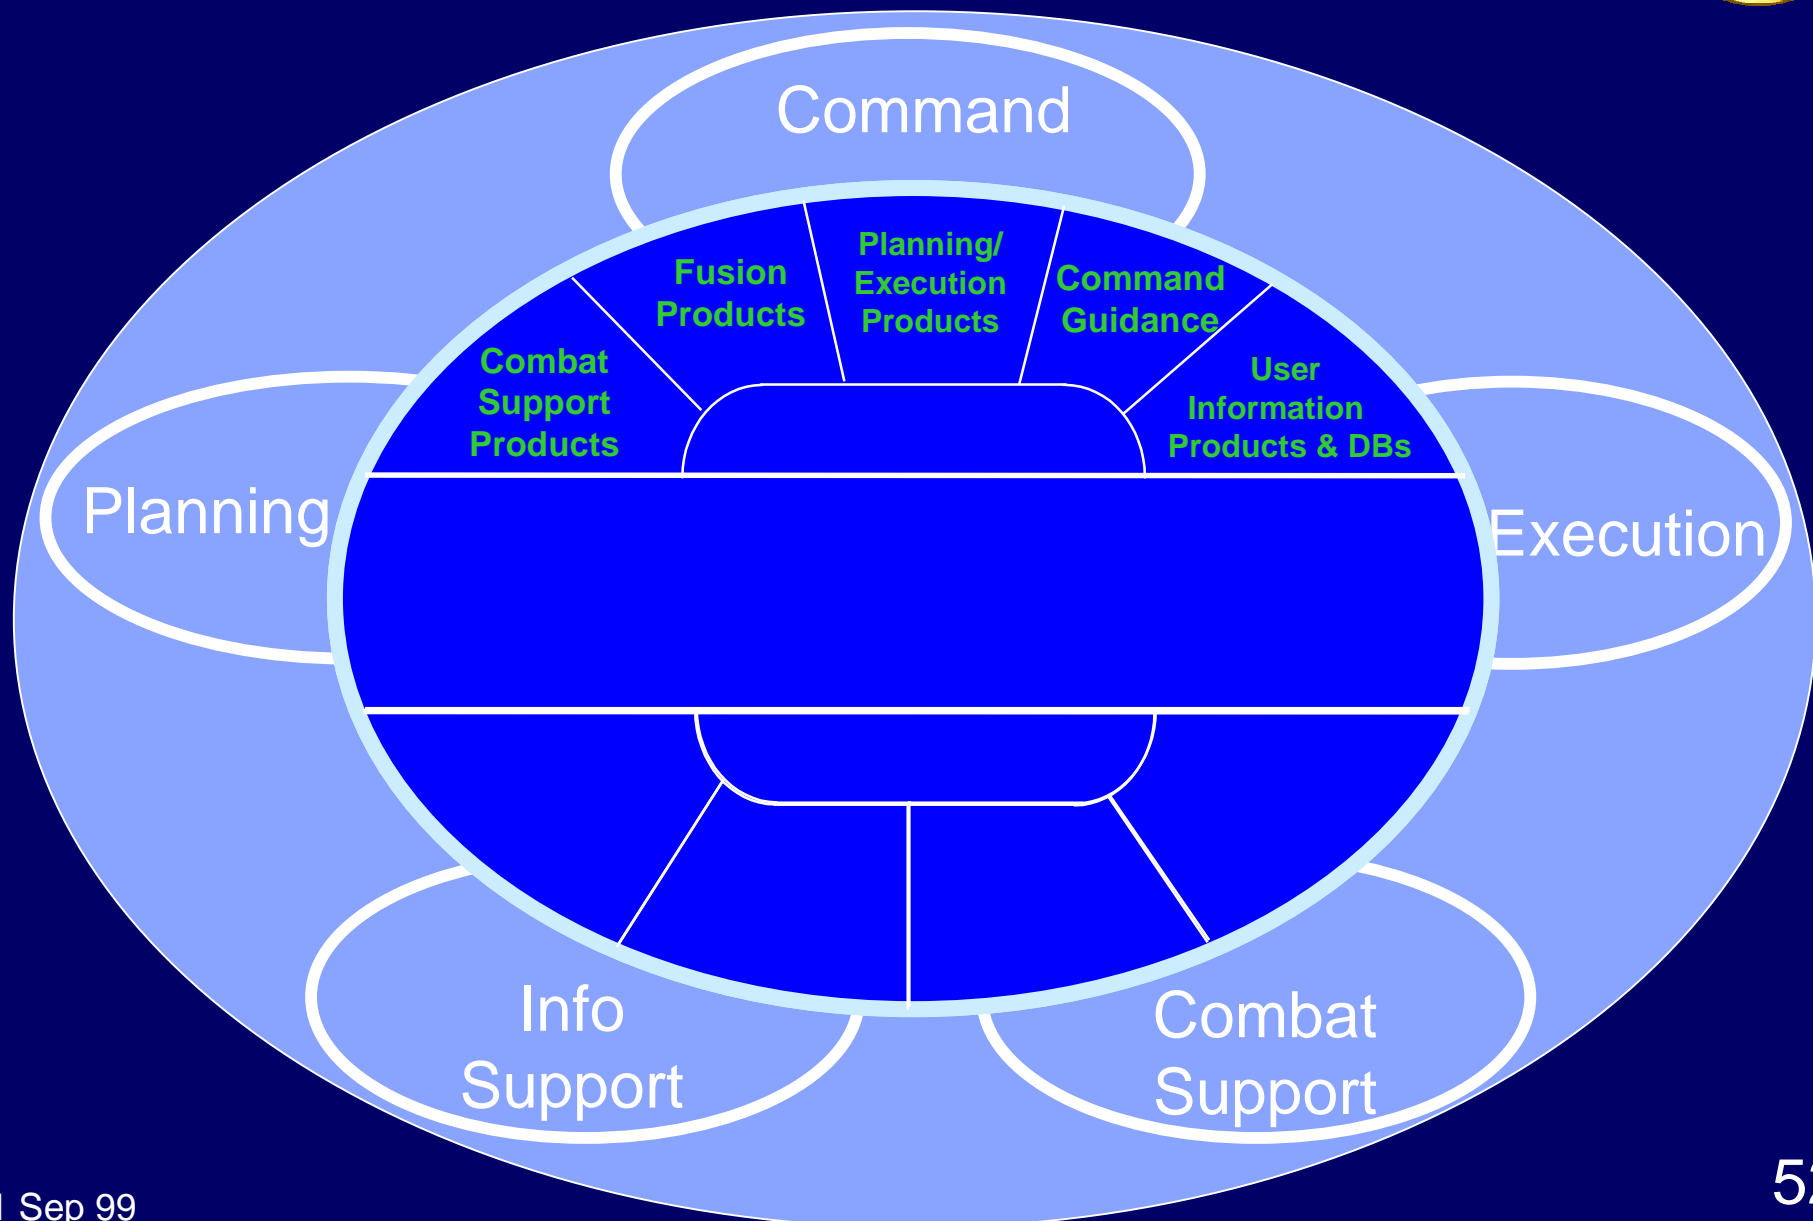 Command
Planning/
Execution
Products
Fusion
Products
Command
Guidance
Combat
Support
Products
User
Information
Products & DBs
Planning
Execution
Info
Support
Combat
Support
Sep 99